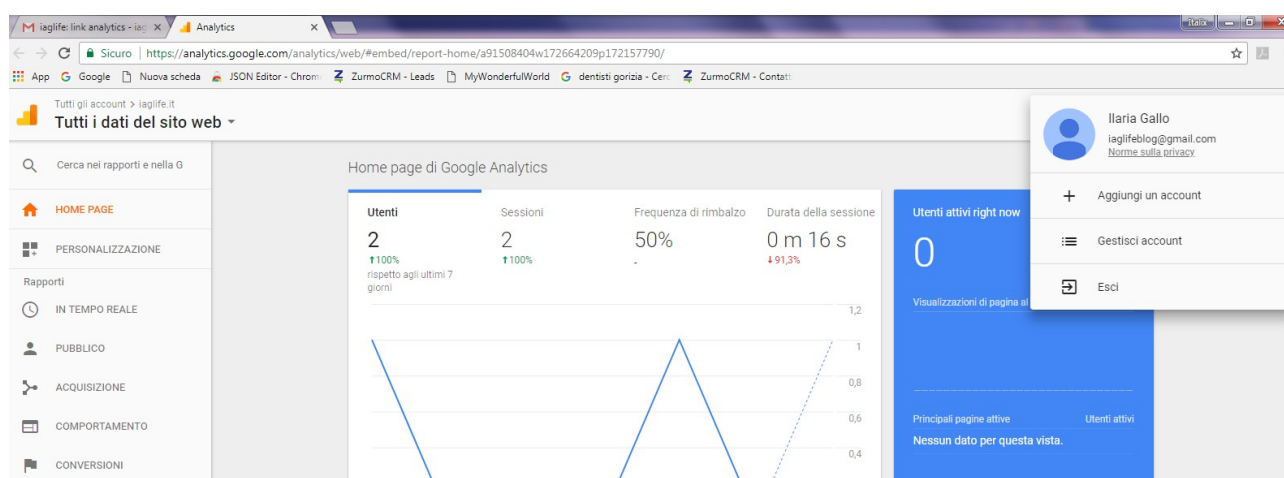 iaglife: link analytics - iag
Analytics
italix
Sicuro | https://analytics.google.com/analytics/web/#embed/report-home/a91508404w172664209p172157790/
App Google Nuova scheda JSON Editor - Chrom ZurmoCRM - Leads MyWonderfulWorld dentisti gorizia - Cerc ZurmoCRM - Contatt
Tutti gli account > iaglife.it
Tutti i dati del sito web
Ilaria Gallo
iaglifeblog@gmail.com
Norme sulla privacy
Aggiungi un account
Gestisci account
Esci
Cerca nei rapporti e nella G
HOME PAGE
PERSONALIZZAZIONE
Rapporti
IN TEMPO REALE
PUBBLICO
ACQUISIZIONE
COMPORTAMENTO
CONVERSIONI
Home page di Google Analytics
Utenti Sessioni Frequenza di rimbalzo Durata della sessione
2 2 50% 0 m 16 s
↑100% ↑100% - ↓91,3%
rispetto agli ultimi 7
giorni
1,2
1
0,8
0,6
0,4
Utenti attivi right now
0
Visualizzazioni di pagina al
Principali pagine attive Utenti attivi
Nessun dato per questa vista.